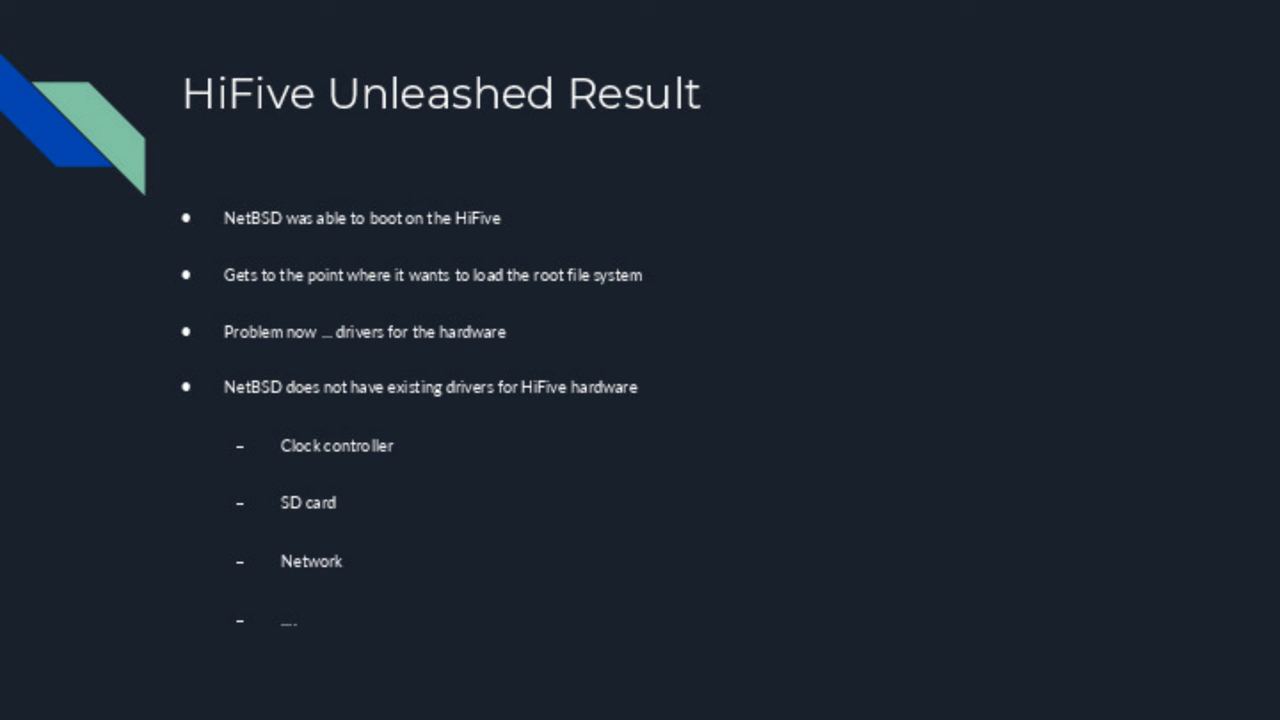 HiFive Unleashed Result
● NetBSD was able to boot on the HiFive
● Gets to the point where it wants to load the root file system
● Problem now ... drivers for the hardware
● NetBSD does not have existing drivers for HiFive hardware
– Clock controller
– SD card
– Network
– ....